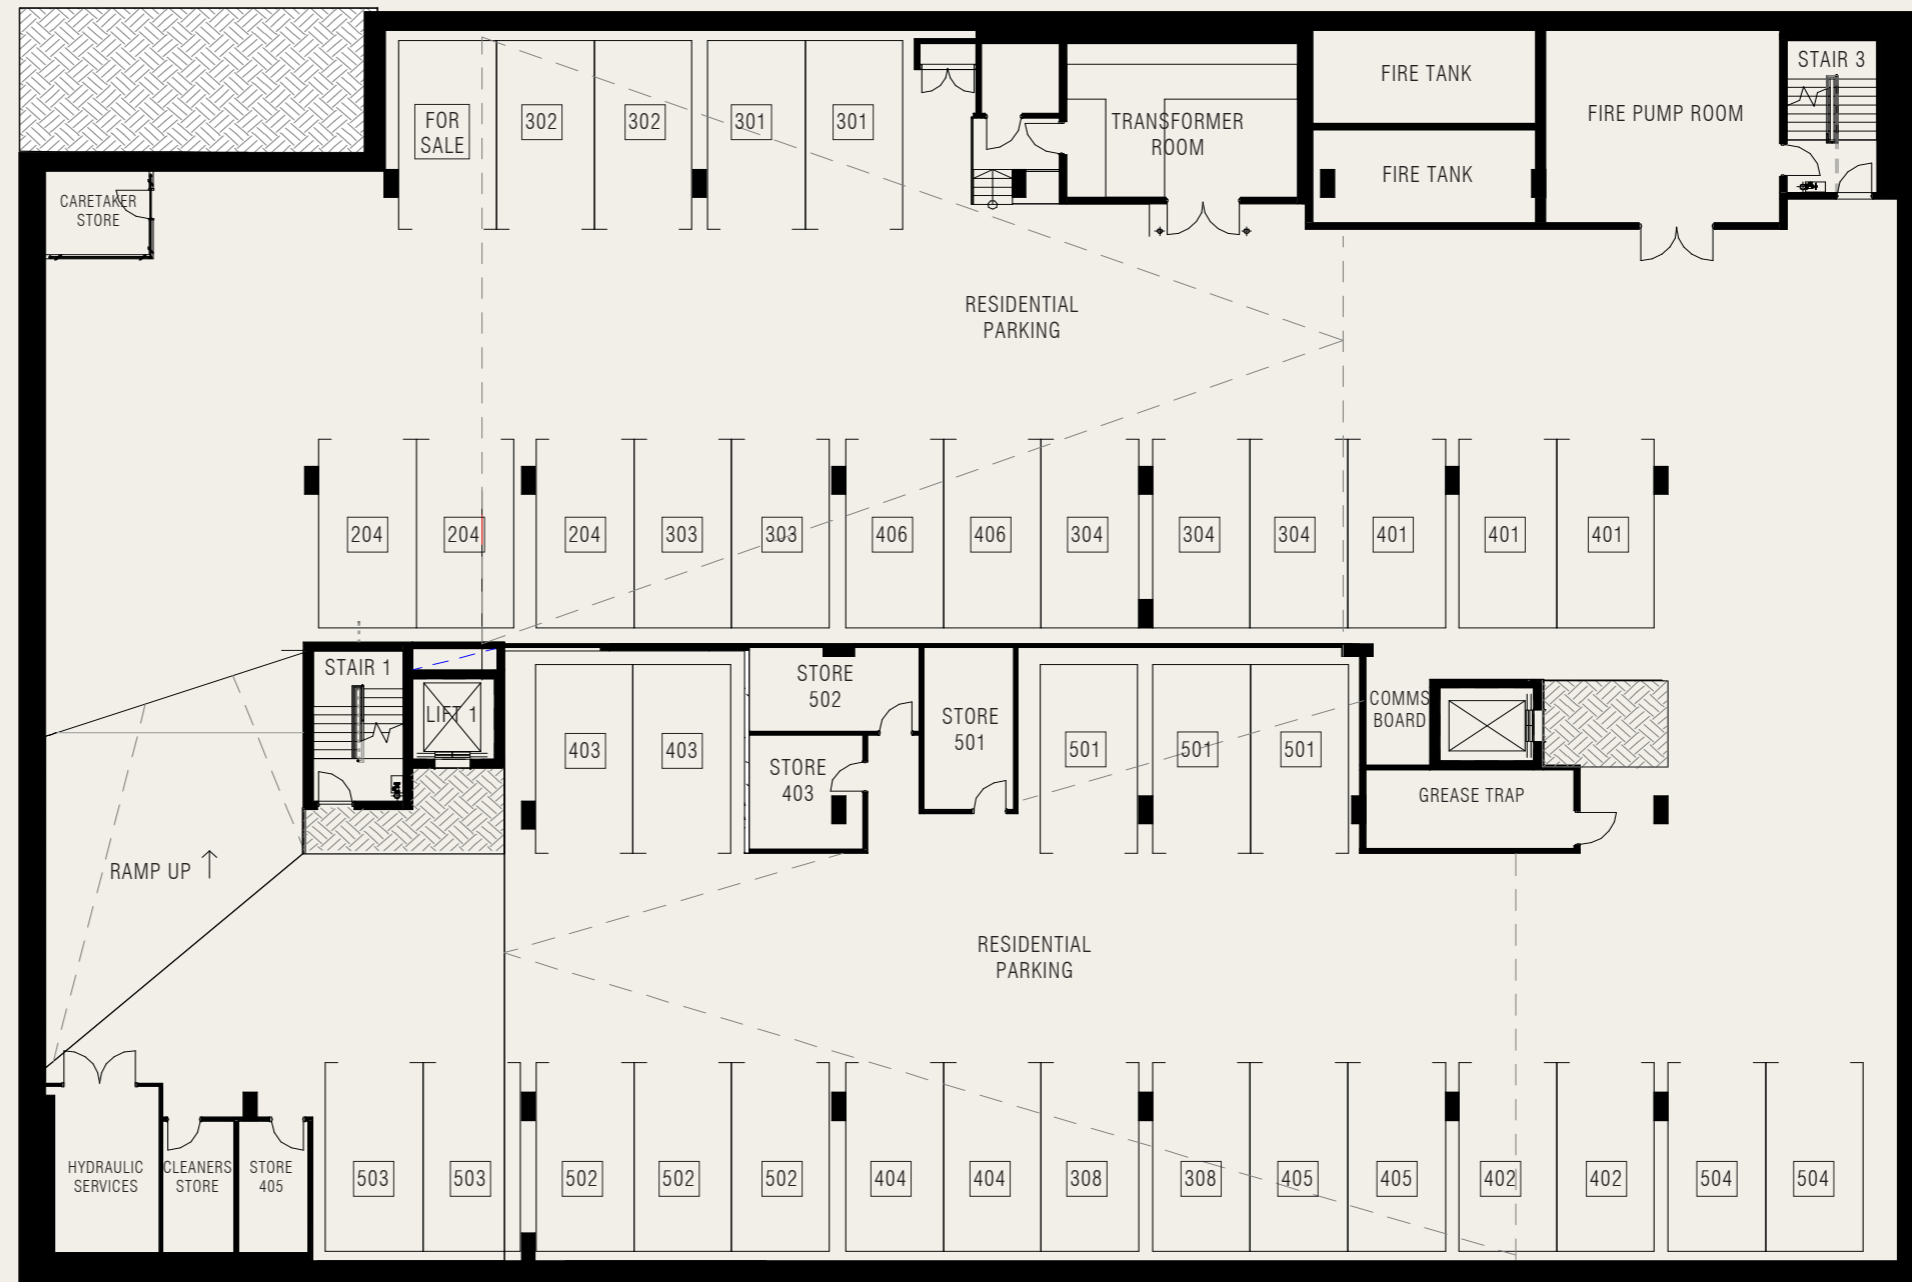 STAIR 3
FIRE TANK
FOR
SALE
302
302
301
301
TRANSFORMER
ROOM
FIRE PUMP ROOM
FIRE TANK
CARETAKER
STORE
RESIDENTIAL
PARKING
204
204
204
303
303
406
406
304
304
304
401
401
401
STAIR 1
LIFT 1
403
403
STORE
502
STORE
403
STORE
501
501
501
501
COMMS
BOARD
GREASE TRAP
RAMP UP
RESIDENTIAL
PARKING
HYDRAULIC
SERVICES
CLEANERS
STORE
STORE
405
503
503
502
502
502
404
404
308
308
405
405
402
402
504
504